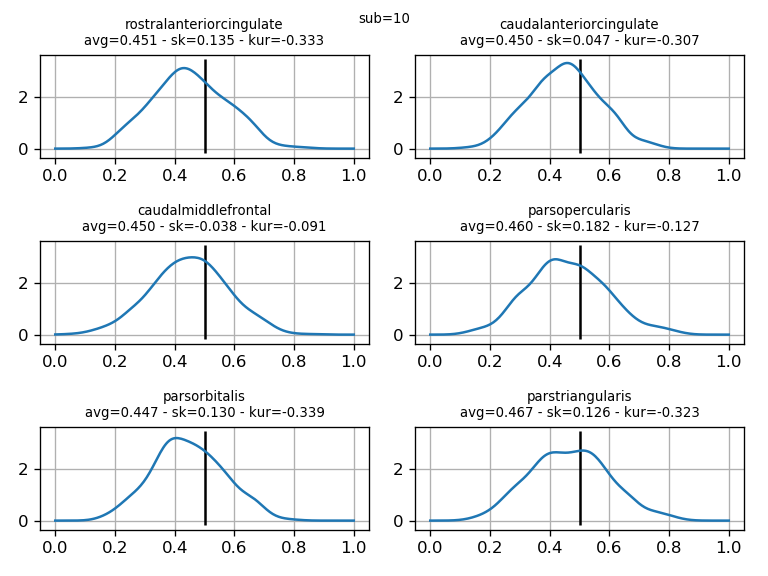 sub=10
rostralanteriorcingulate
avg=0.451 - sk=0.135 - kur=-0.333
caudalanteriorcingulate
avg=0.450 - sk=0.047 - kur=-0.307
2
0
0.0 0.2 0.4 0.6 0.8 1.0
2
0
0.0 0.2 0.4 0.6 0.8 1.0
caudalmiddlefrontal
avg=0.450 - sk=-0.038 - kur=-0.091
parsopercularis
avg=0.460 - sk=0.182 - kur=-0.127
2
0
0.0 0.2 0.4 0.6 0.8 1.0
2
0
0.0 0.2 0.4 0.6 0.8 1.0
parsorbitalis
avg=0.447 - sk=0.130 - kur=-0.339
parstriangularis
avg=0.467 - sk=0.126 - kur=-0.323
2
0
0.0 0.2 0.4 0.6 0.8 1.0
2
0
0.0 0.2 0.4 0.6 0.8 1.0